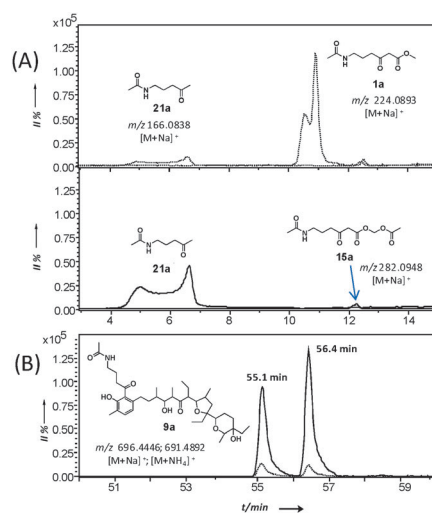 (A)
x10⁵
1.25
1.00
0.75
0.50
0.25
0.00
II% →
21a
m/z 166.0838
[M+Na]⁺
1a
m/z 224.0893
[M+Na]⁺
1.25
1.00
0.75
0.50
0.25
0.00
II% →
21a
15a
m/z 282.0948
[M+Na]⁺
4
6
8
10
12
14
x10⁵
(B)
1.25
1.00
0.75
0.50
0.25
0.00
II% →
9a
m/z 696.4446; 691.4892
[M+Na]⁺; [M+NH₄]⁺
55.1 min
56.4 min
51
53
55
57
59
t/min →